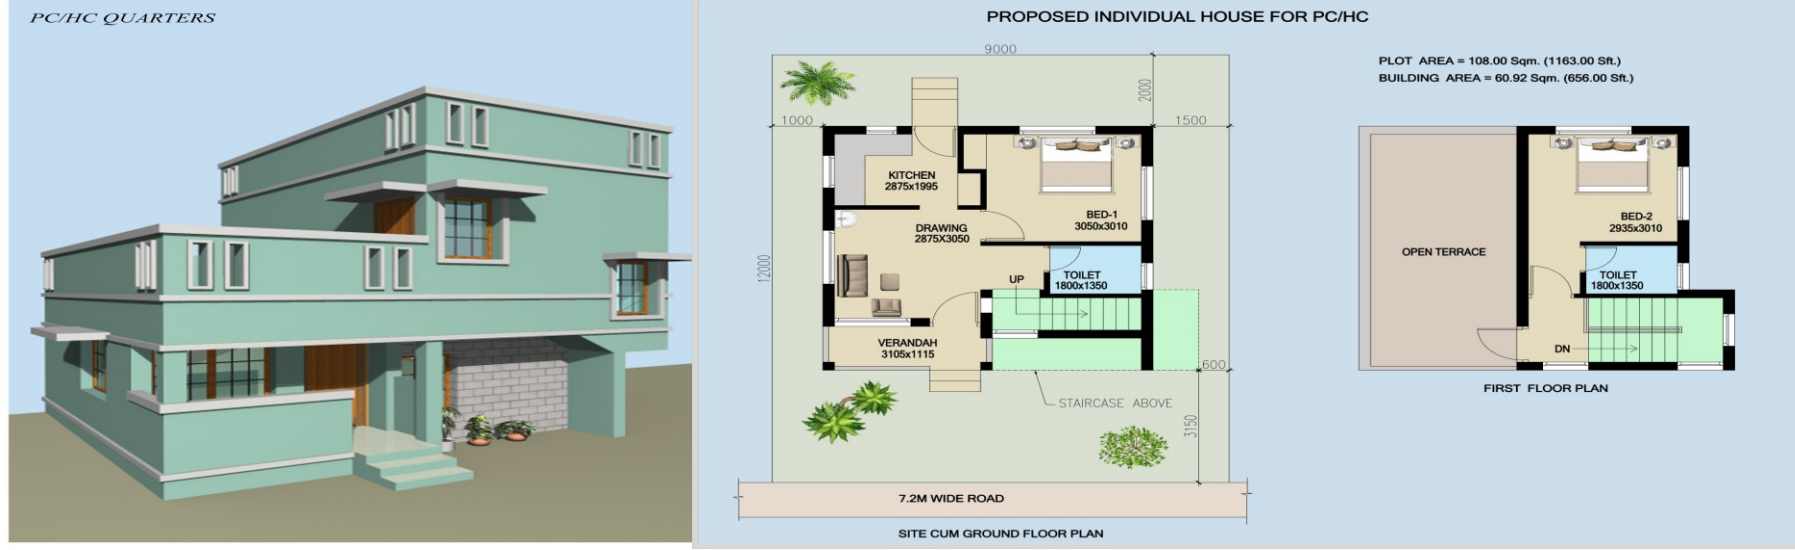 PC/HC QUARTERS
PROPOSED INDIVIDUAL HOUSE FOR PC/HC
PLOT AREA = 108.00 Sqm. (1163.00 Sft.)
BUILDING AREA = 60.92 Sqm. (656.00 Sft.)
9000
2000
1000
1500
12000
KITCHEN
2875x1995
BED-1
3050x3010
DRAWING
2875X3050
UP
TOILET
1800x1350
VERANDAH
3105x1115
600
STAIRCASE ABOVE
3150
7.2M WIDE ROAD
SITE CUM GROUND FLOOR PLAN
OPEN TERRACE
BED-2
2935x3010
TOILET
1800x1350
DN
FIRST FLOOR PLAN